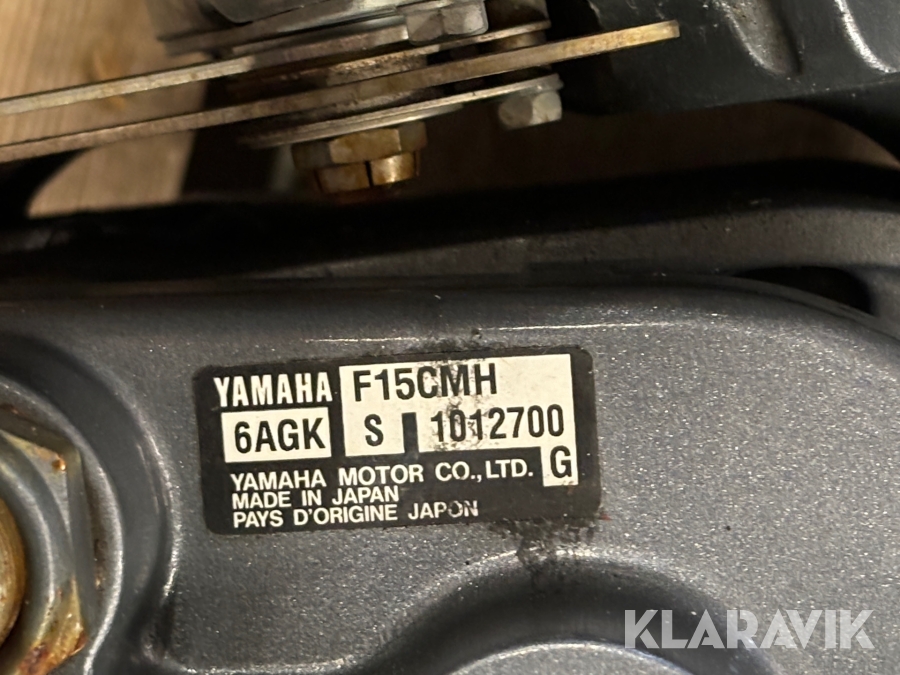 YAMAHA F15CMH
6AGK S 1012700
G
YAMAHA MOTOR CO., LTD.
MADE IN JAPAN
PAYS D'ORIGINE JAPON
KLARAVIK